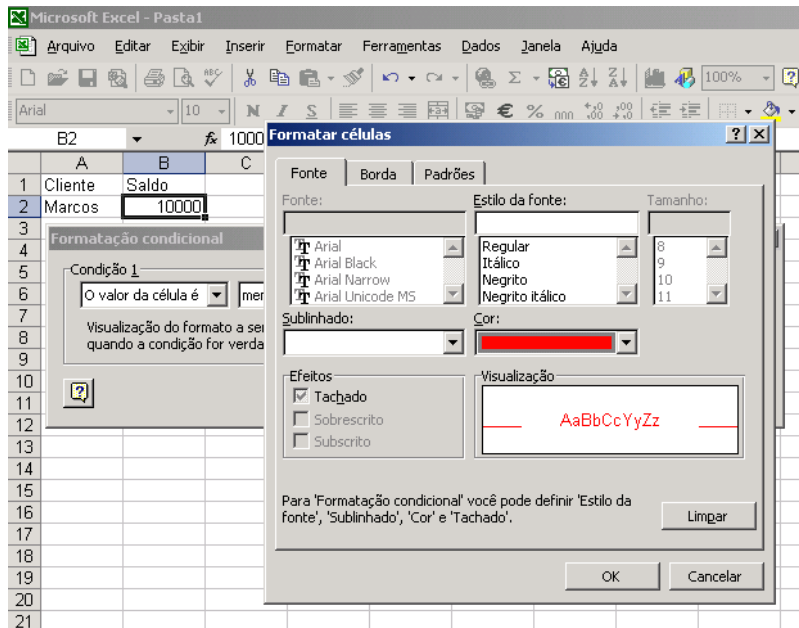 Microsoft Excel - Pasta1
Arquivo Editar Exibir Inserir Formatar Ferramentas Dados Janela Ajuda
100%
Arial 10 N I S € % 000
B2 fx 1000
A B C
1 Cliente Saldo
2 Marcos 10000
3
4
5
6
7
8
9
10
11
12
13
14
15
16
17
18
19
20
21
Formatação condicional
Condição 1
O valor da célula é
Visualização do formato a
quando a condição for
Formatar células
Fonte Borda Padrões
Fonte: Estilo da fonte: Tamanho:
Arial Regular 8
Arial Black Itálico 9
Arial Narrow Negrito 10
Arial Unicode MS Negrito itálico 11
Sublinhado: Cor:
Efeitos Visualização
Tachado
Sobrescrito
Subscrito
AaBbCcYyZz
Para 'Formatação condicional' você pode definir 'Estilo da
fonte', 'Sublinhado', 'Cor' e 'Tachado'.
Limpar
OK Cancelar